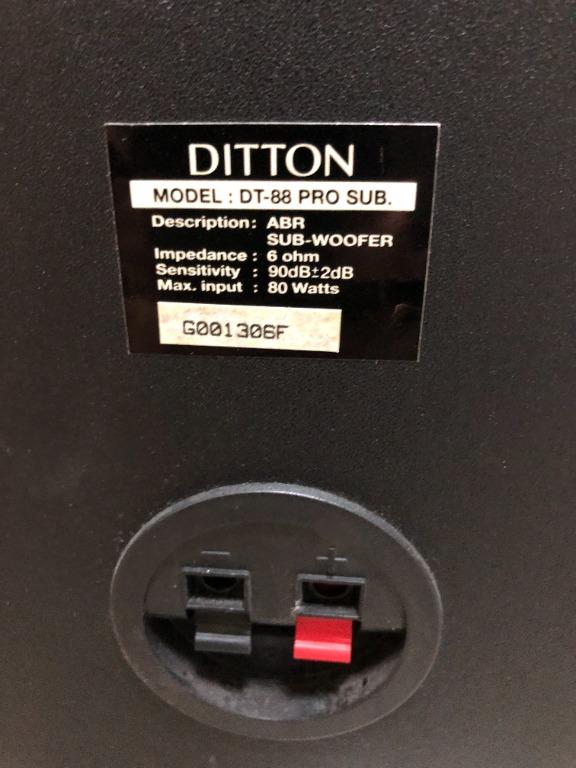 DITTON
MODEL : DT-88 PRO SUB.
Description: ABR
SUB-WOOFER
Impedance : 6 ohm
Sensitivity : 90dB±2dB
Max. input : 80 Watts
G001306F
- +